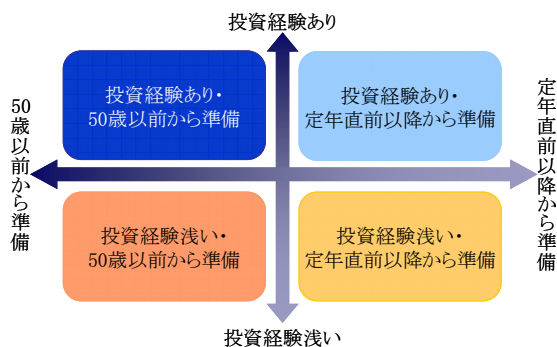 投資経験あり
50歳以前から準備
投資経験あり・
50歳以前から準備
投資経験あり・
定年直前以降から準備
定年直前以降から準備
投資経験浅い・
50歳以前から準備
投資経験浅い・
定年直前以降から準備
投資経験浅い